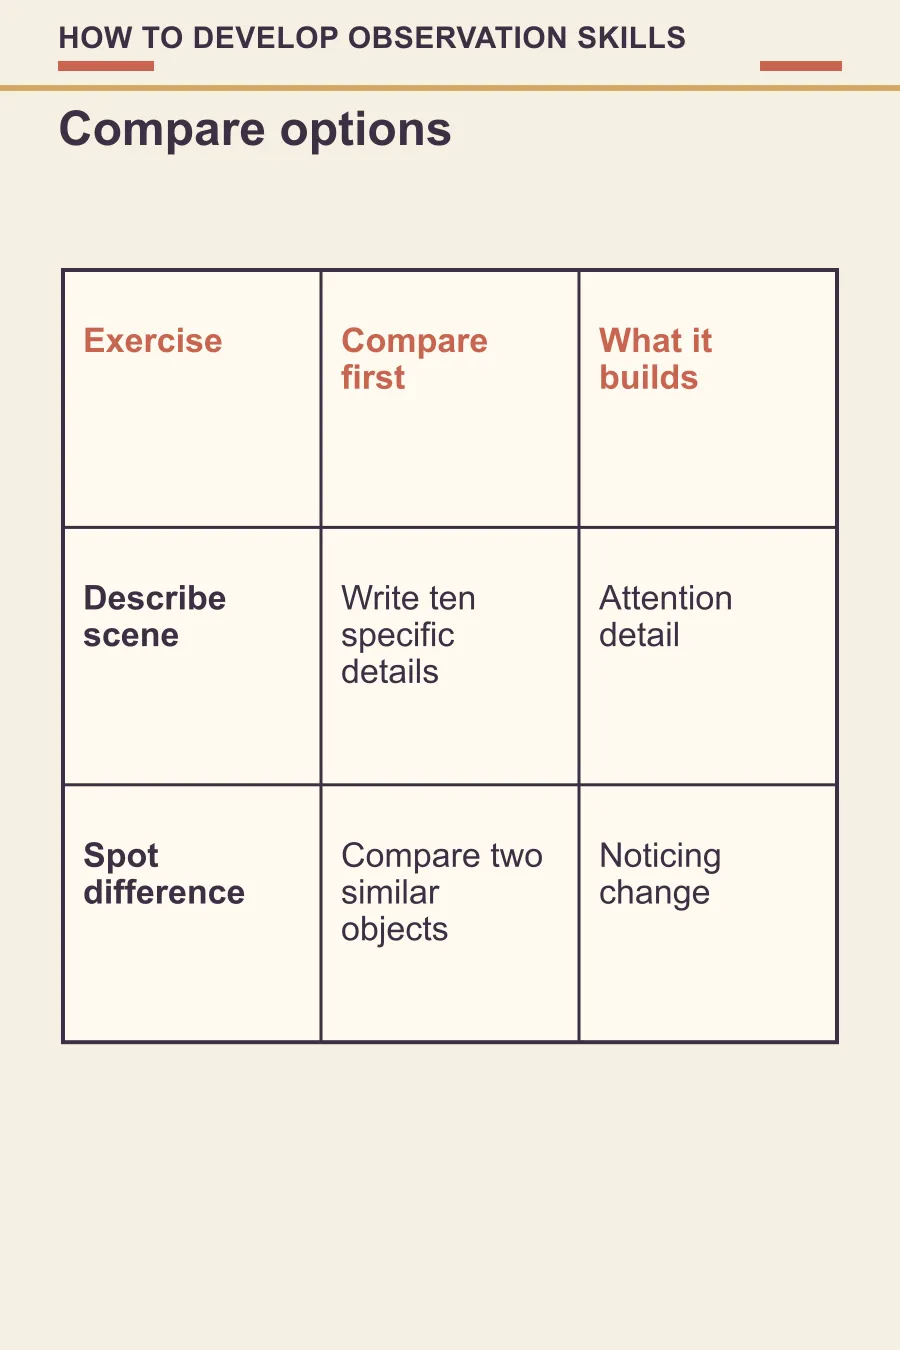 HOW TO DEVELOP OBSERVATION SKILLS
Compare options
Exercise
Compare
first
What it
builds
Describe
scene
Write ten
specific
details
Attention
detail
Spot
difference
Compare two
similar
objects
Noticing
change